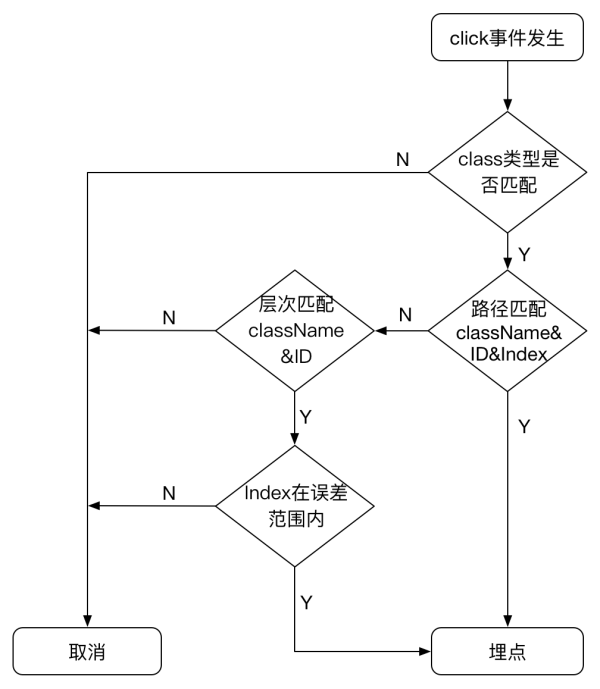 click事件发生
class类型是
否匹配
N
Y
路径匹配
className&
ID&Index
N
Y
层次匹配
className
&ID
N
Y
Index在误差
范围内
N
Y
取消
埋点